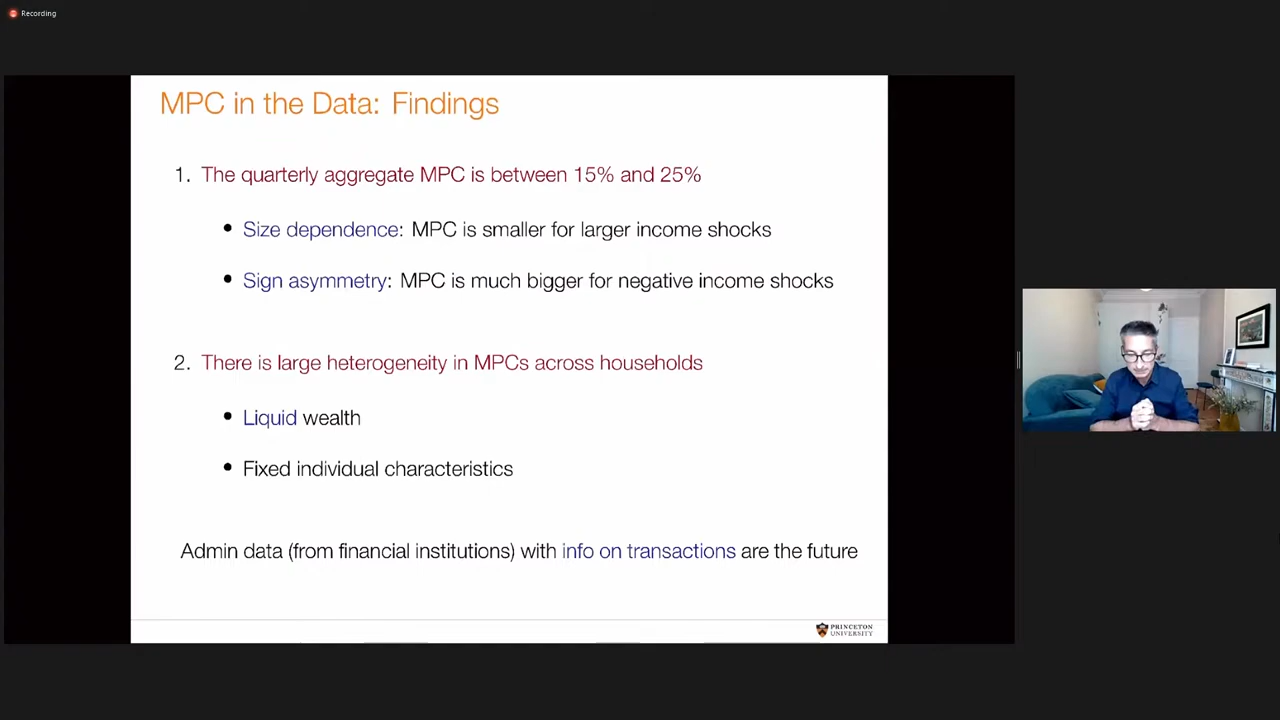 Recording
MPC in the Data: Findings
1. The quarterly aggregate MPC is between 15% and 25%
• Size dependence: MPC is smaller for larger income shocks
• Sign asymmetry: MPC is much bigger for negative income shocks
2. There is large heterogeneity in MPCs across households
• Liquid wealth
• Fixed individual characteristics
Admin data (from financial institutions) with info on transactions are the future
PRINCETON
UNIVERSITY